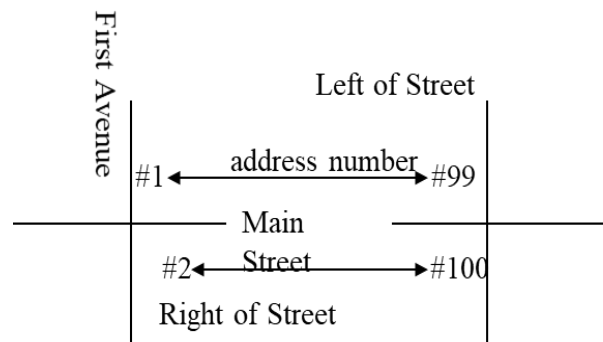 First Avenue
Left of Street
address number
#1
#99
Main
Street
#2
#100
Right of Street